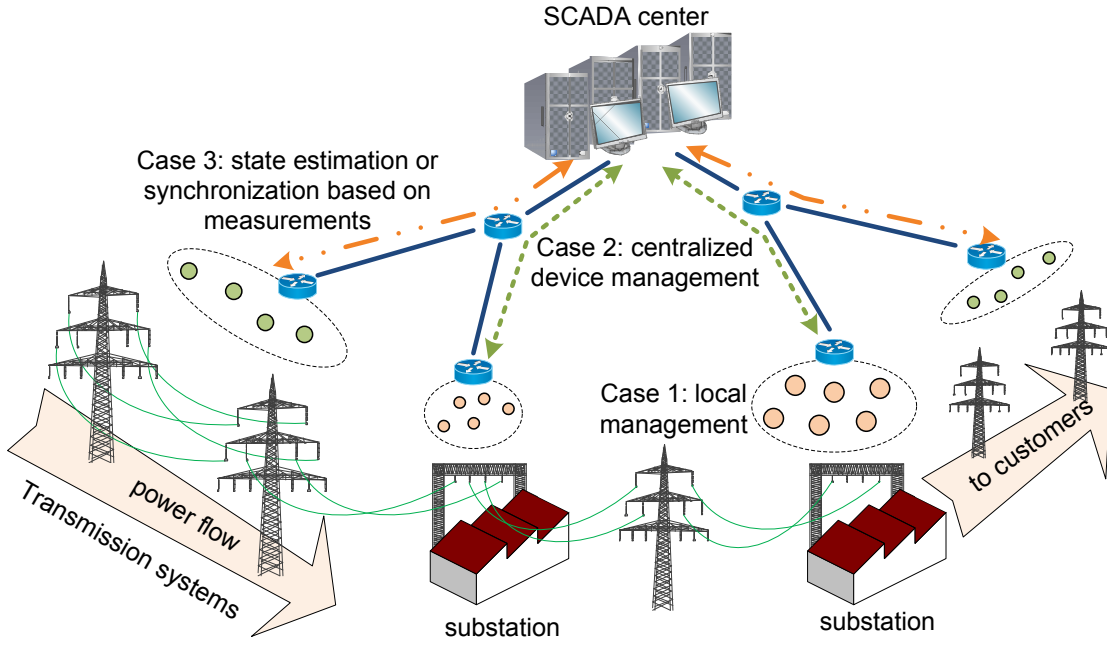 SCADA center
Case 3: state estimation or
synchronization based on
measurements
Case 2: centralized
device management
Case 1: local
management
power flow
Transmission systems
to customers
substation
substation